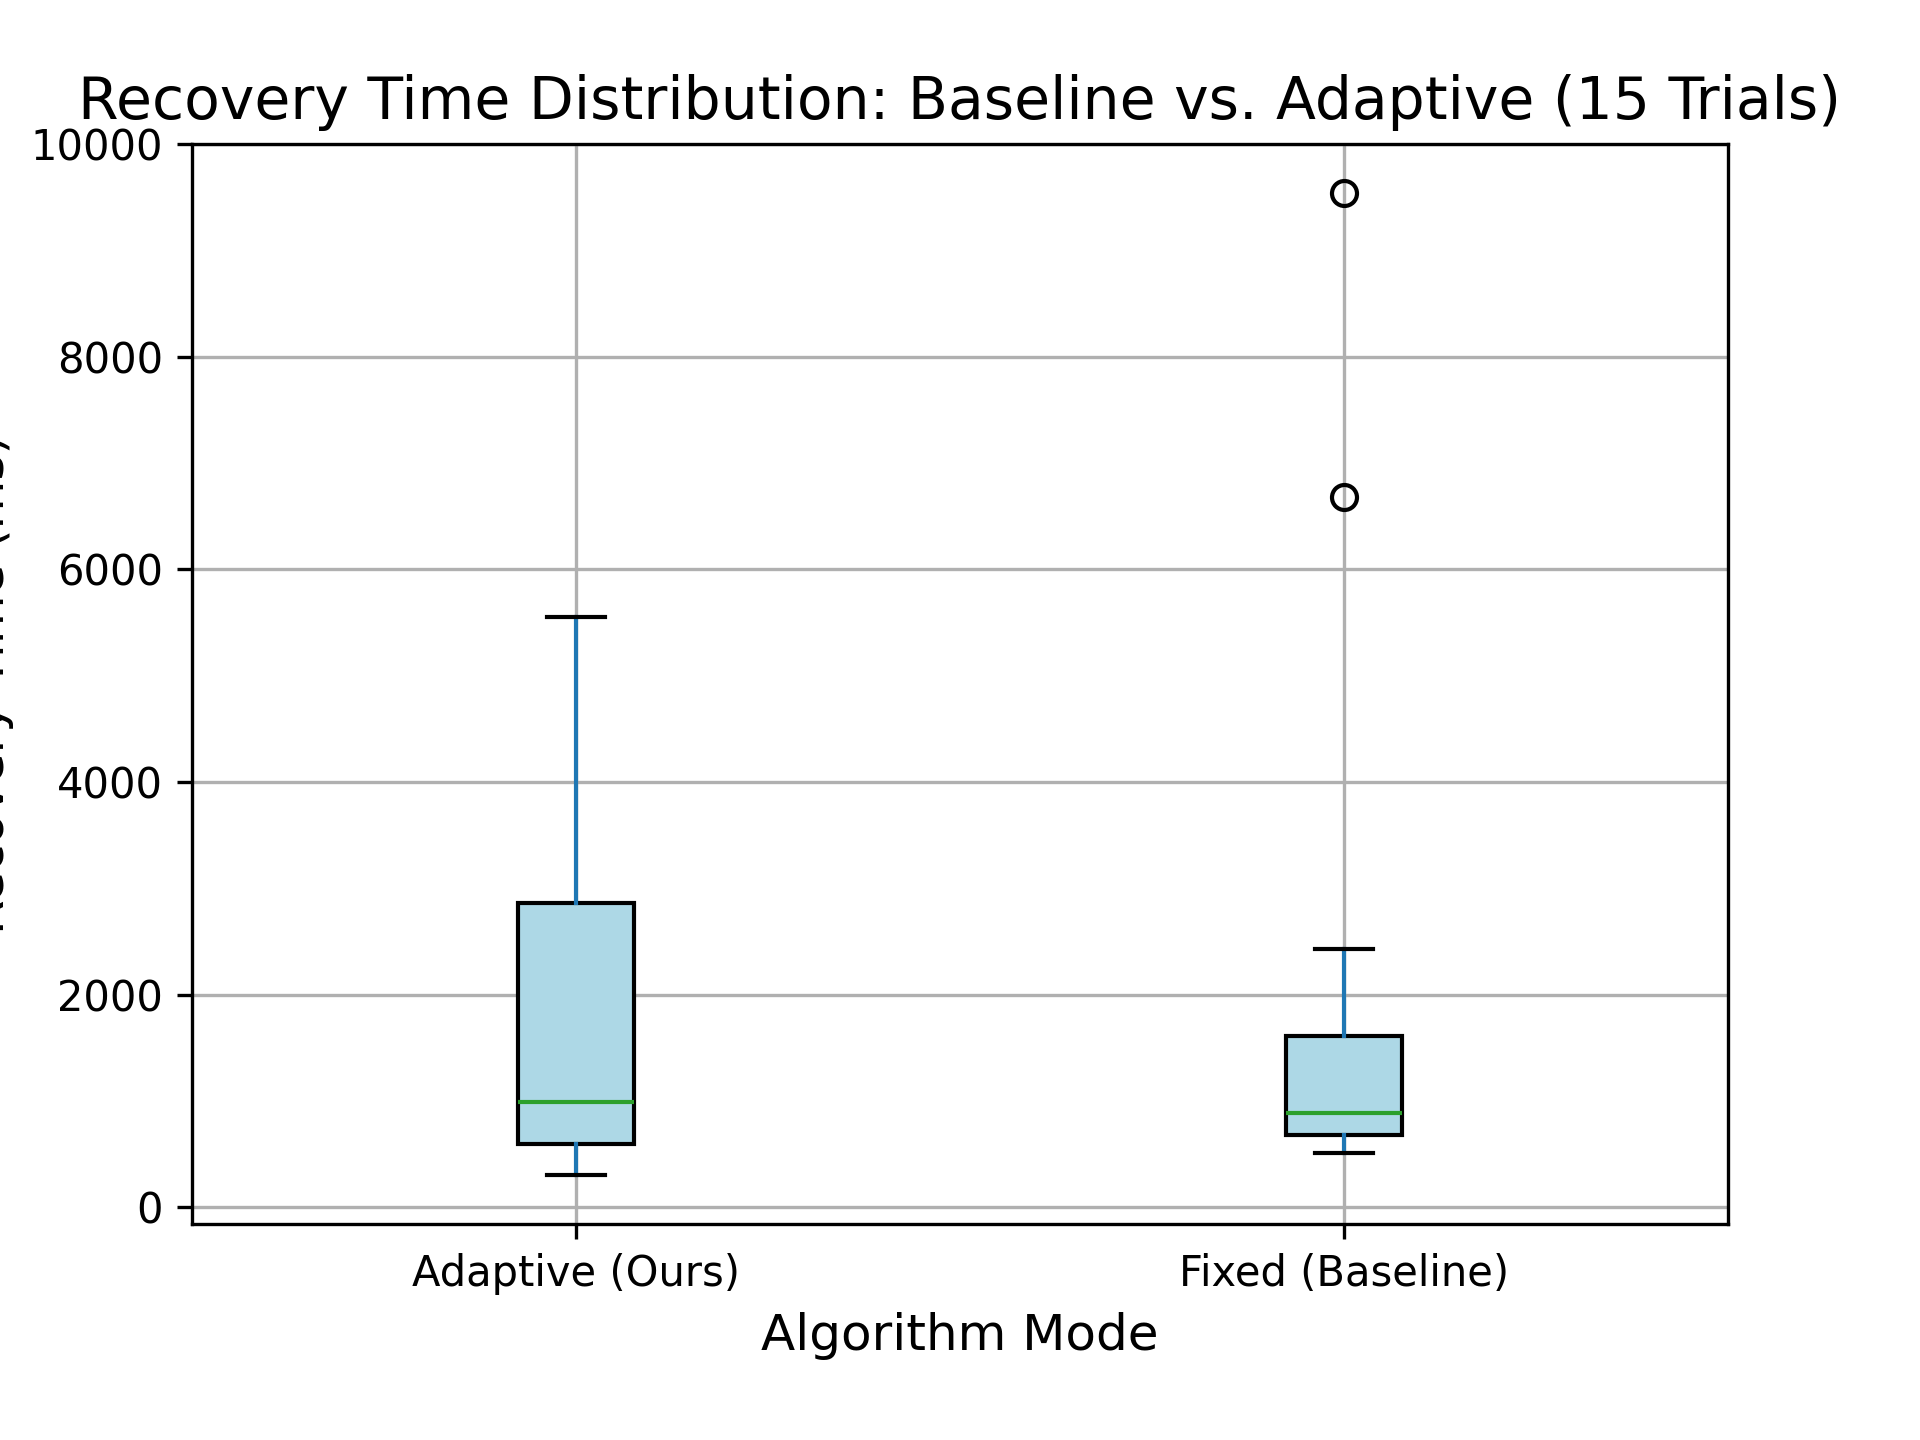 Recovery Time Distribution: Baseline vs. Adaptive (15 Trials)
10000
8000
6000
4000
2000
0
Adaptive (Ours) Fixed (Baseline)
Algorithm Mode